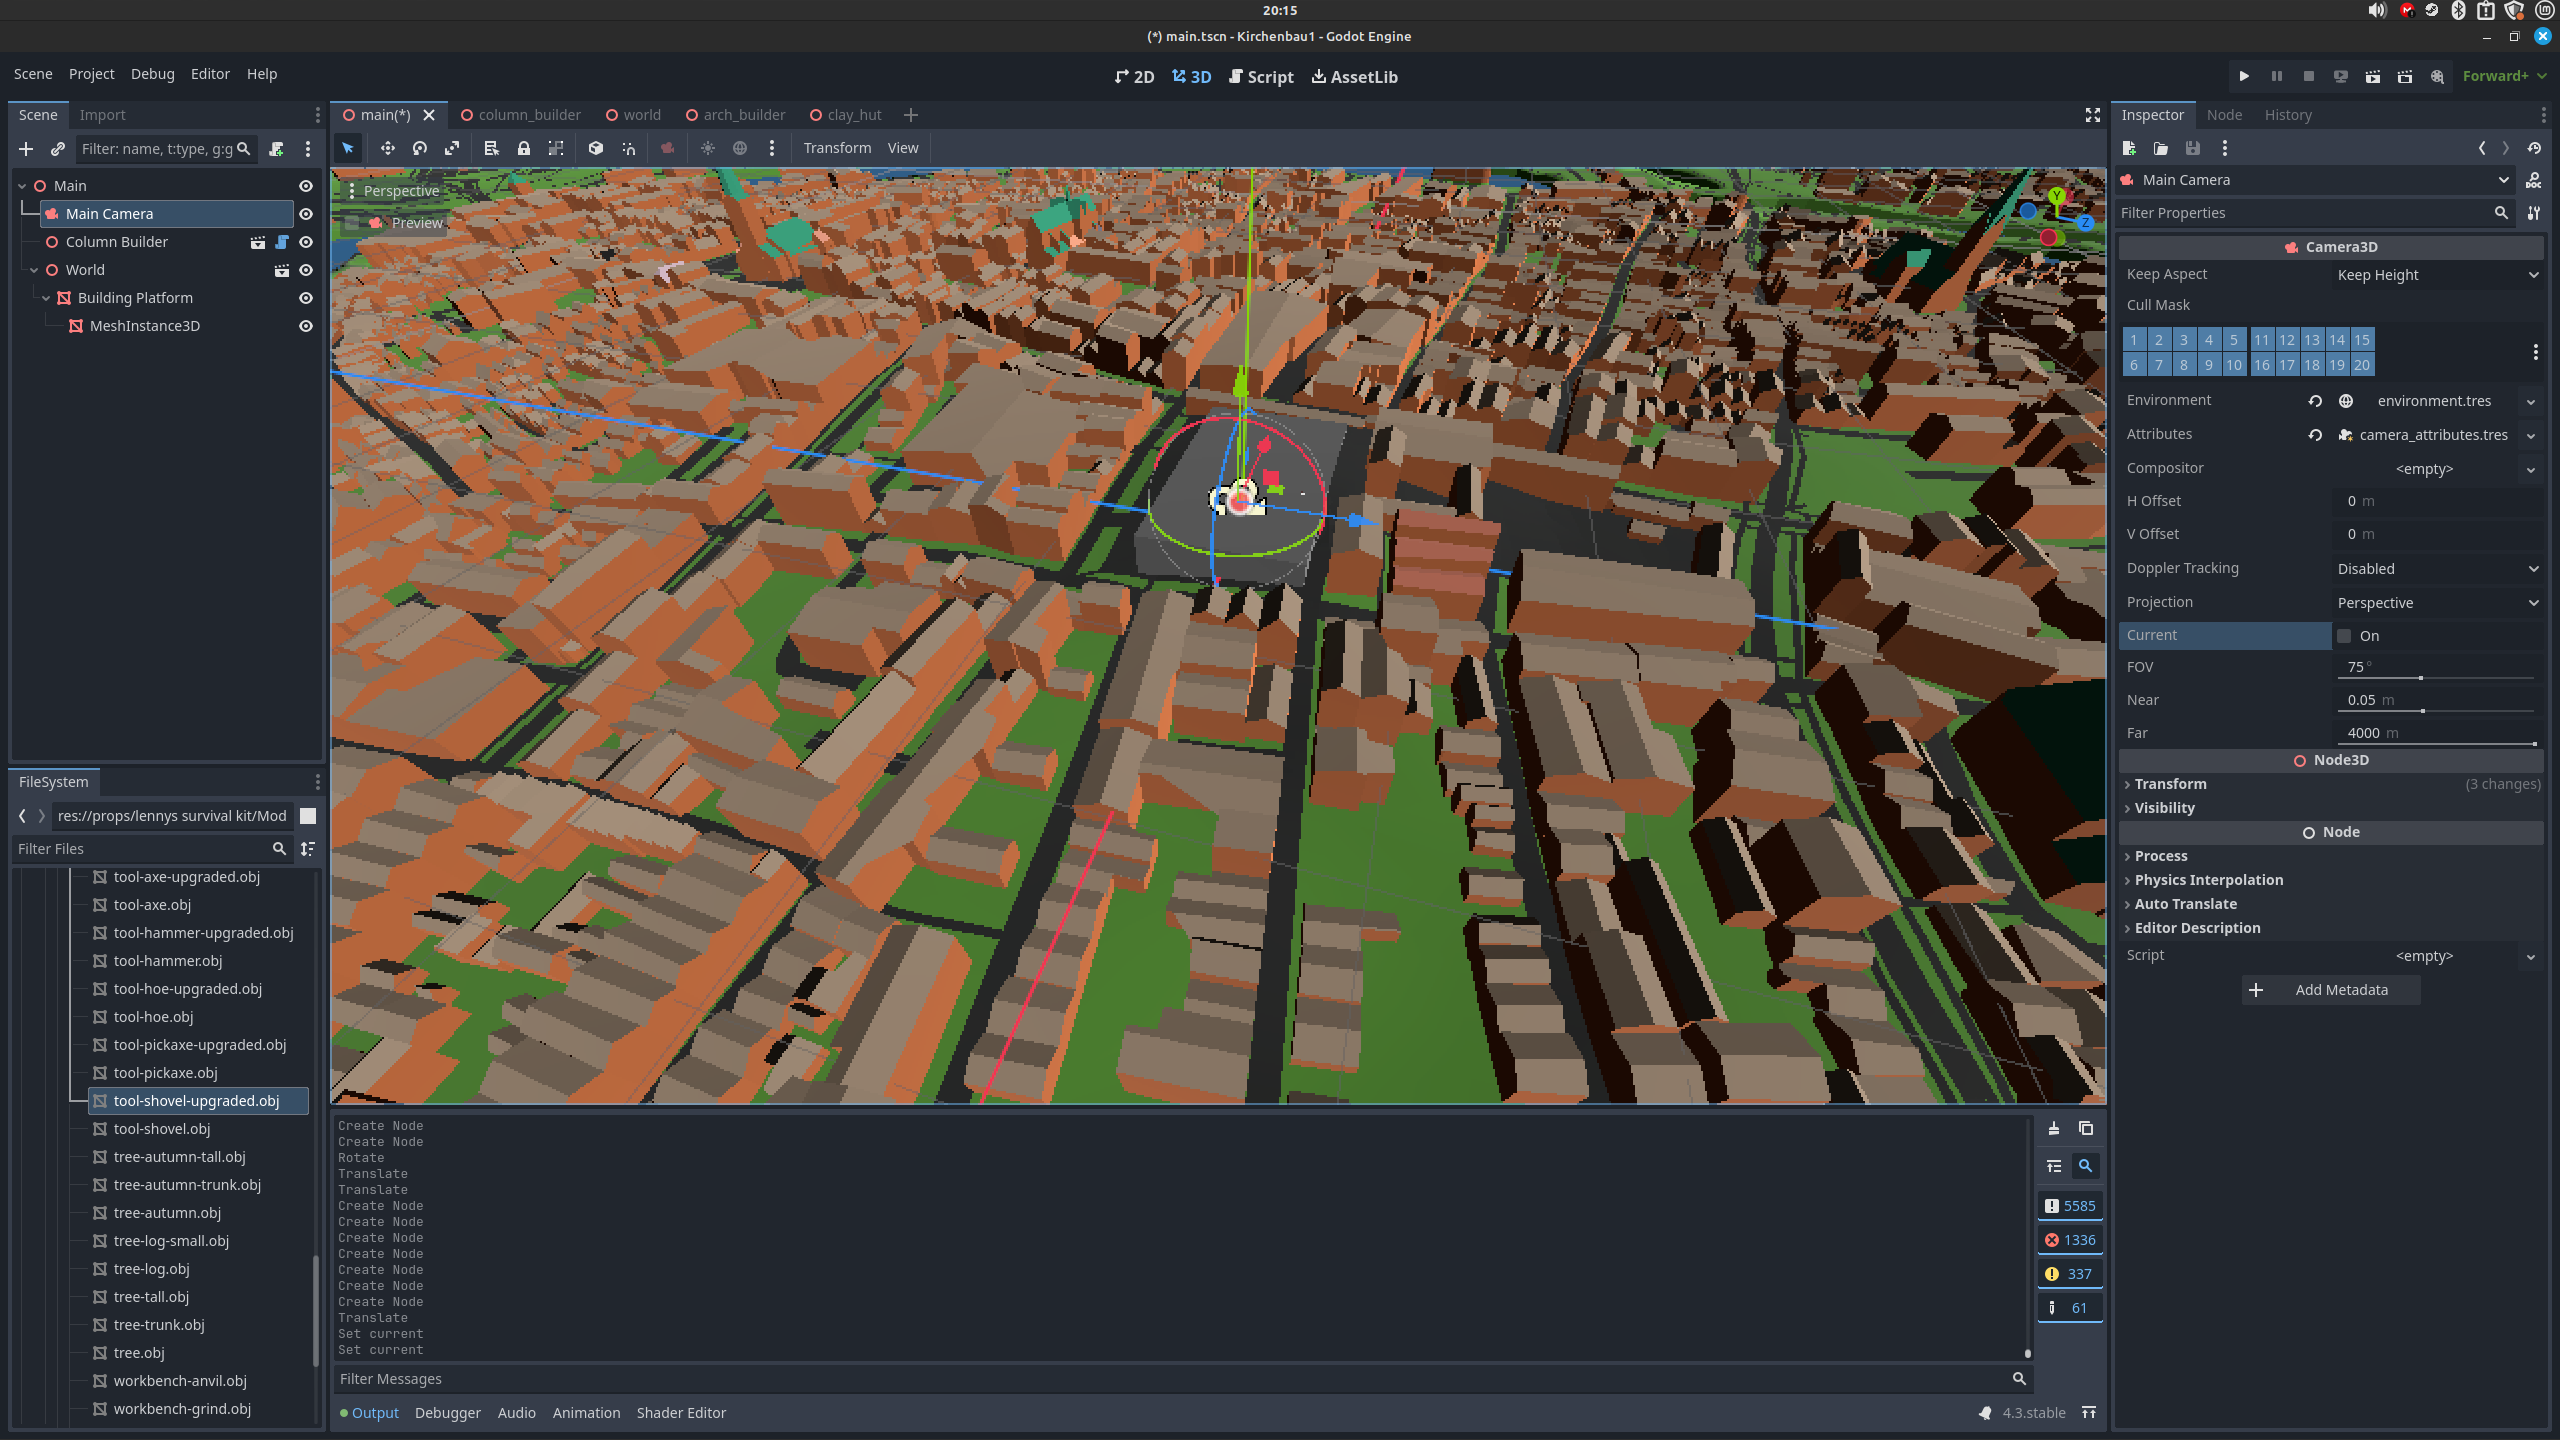 20:15
(*) main.tscn - Kirchenbau1 - Godot Engine
Scene Project Debug Editor Help
2D 3D Script AssetLib
Forward+
Scene Import
Filter: name, t:type, g:g
Main
Main Camera
Column Builder
World
Building Platform
MeshInstance3D
FileSystem
res://props/lennys survival kit/Mod
Filter Files
tool-axe-upgraded.obj
tool-axe.obj
tool-hammer-upgraded.obj
tool-hammer.obj
tool-hoe-upgraded.obj
tool-hoe.obj
tool-pickaxe-upgraded.obj
tool-pickaxe.obj
tool-shovel-upgraded.obj
tool-shovel.obj
tree-autumn-tall.obj
tree-autumn-trunk.obj
tree-autumn.obj
tree-log-small.obj
tree-log.obj
tree-tall.obj
tree-trunk.obj
tree.obj
workbench-anvil.obj
workbench-grind.obj
main(*) column_builder world arch_builder clay_hut
Transform View
Perspective
Preview
Y
Z
Create Node
Create Node
Rotate
Translate
Translate
Create Node
Create Node
Create Node
Create Node
Create Node
Create Node
Create Node
Translate
Set current
Set current
Filter Messages
5585
1336
337
61
Output Debugger Audio Animation Shader Editor
4.3.stable
Inspector Node History
Main Camera
Filter Properties
Camera3D
Keep Aspect Keep Height
Cull Mask
1 2 3 4 5 11 12 13 14 15
6 7 8 9 10 16 17 18 19 20
Environment environment.tres
Attributes camera_attributes.tres
Compositor <empty>
H Offset 0 m
V Offset 0 m
Doppler Tracking Disabled
Projection Perspective
Current On
FOV 75 °
Near 0.05 m
Far 4000 m
Node3D
Transform (3 changes)
Visibility
Node
Process
Physics Interpolation
Auto Translate
Editor Description
Script <empty>
Add Metadata